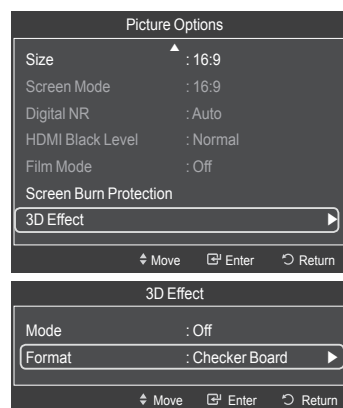 Picture Options
Size : 16:9
Screen Mode : 16:9
Digital NR : Auto
HDMI Black Level : Normal
Film Mode : Off
Screen Burn Protection
3D Effect
Move Enter Return
3D Effect
Mode : Off
Format : Checker Board
Move Enter Return